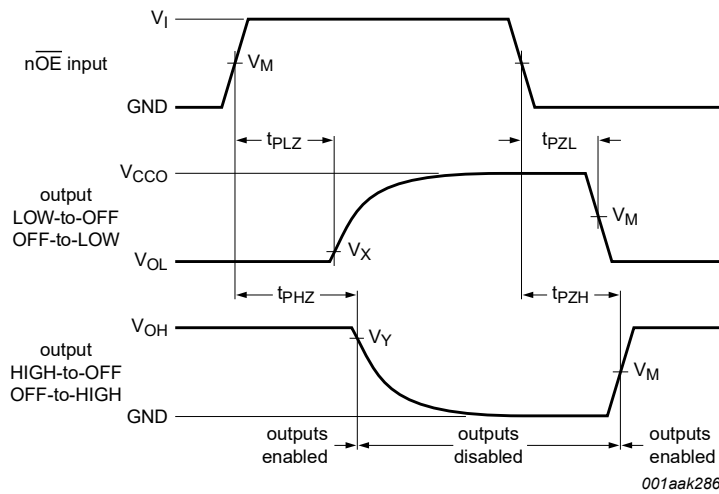 V_I
nO̅E̅ input
V_M
GND
t_PLZ
t_PZL
V_CCO
output
LOW-to-OFF
OFF-to-LOW
V_M
V_X
V_OL
t_PHZ
t_PZH
V_OH
V_Y
output
HIGH-to-OFF
OFF-to-HIGH
V_M
GND
outputs
enabled
outputs
disabled
outputs
enabled
001aak286